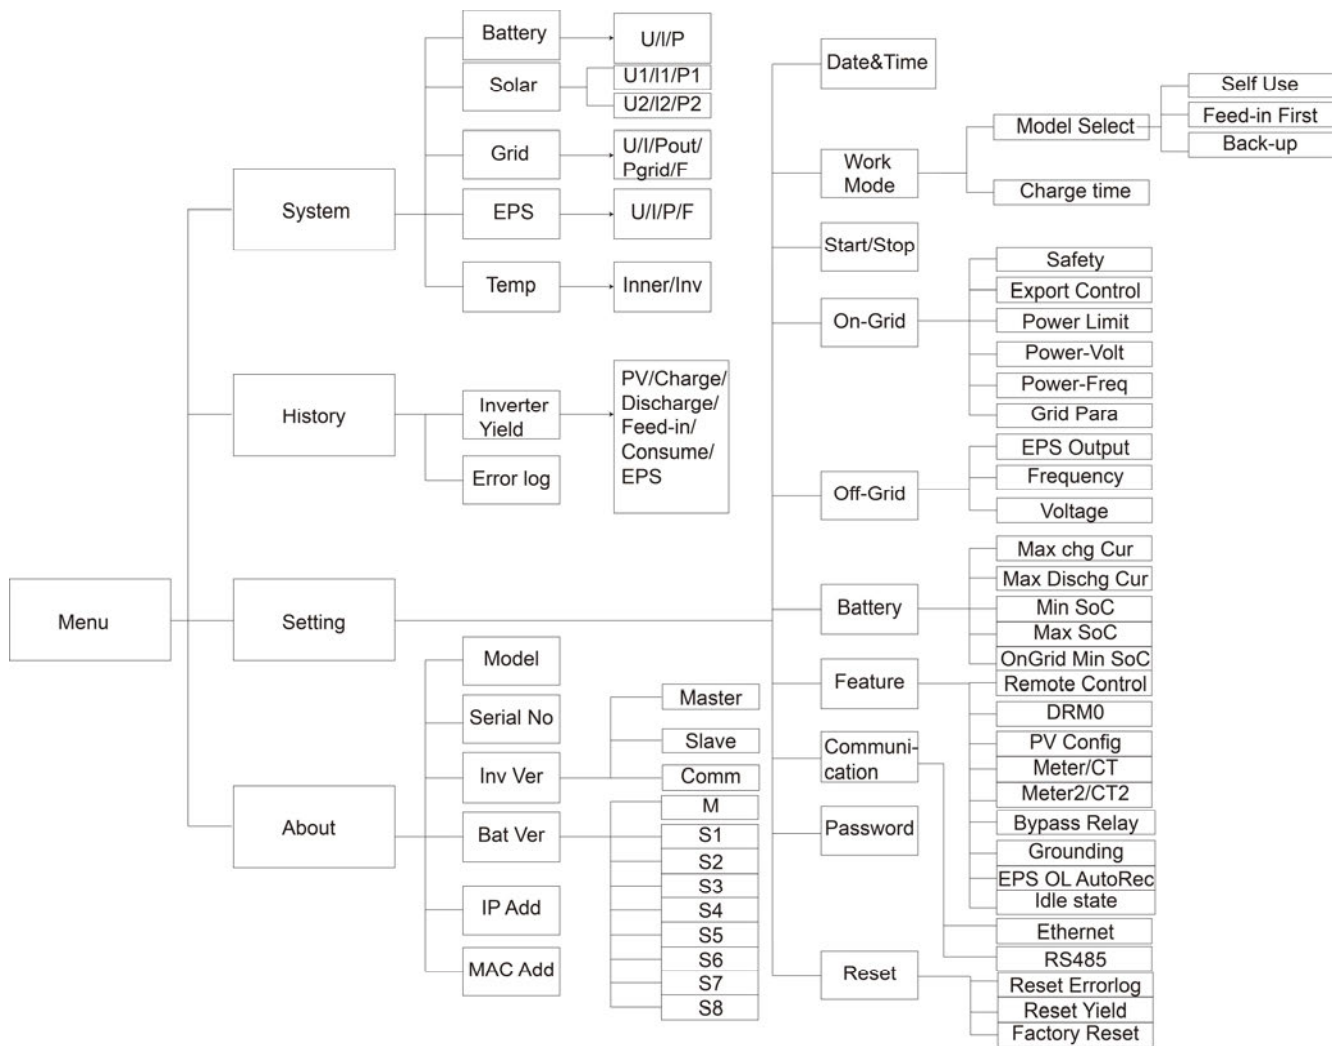 Menu
System
Battery
U/I/P
Solar
U1/I1/P1
U2/I2/P2
Grid
U/I/Pout/
Pgrid/F
EPS
U/I/P/F
Temp
Inner/Inv
History
Inverter
Yield
PV/Charge/
Discharge/
Feed-in/
Consume/
EPS
Error log
Setting
Date&Time
Work
Mode
Model Select
Self Use
Feed-in First
Back-up
Charge time
Start/Stop
On-Grid
Safety
Export Control
Power Limit
Power-Volt
Power-Freq
Grid Para
Off-Grid
EPS Output
Frequency
Voltage
Battery
Max chg Cur
Max Dischg Cur
Min SoC
Max SoC
OnGrid Min SoC
Feature
Remote Control
DRM0
PV Config
Meter/CT
Meter2/CT2
Bypass Relay
Grounding
EPS OL AutoRec
Idle state
Communi-
cation
Ethernet
RS485
Password
Reset
Reset Errorlog
Reset Yield
Factory Reset
About
Model
Serial No
Inv Ver
Master
Slave
Comm
Bat Ver
M
S1
S2
S3
S4
S5
S6
S7
S8
IP Add
MAC Add